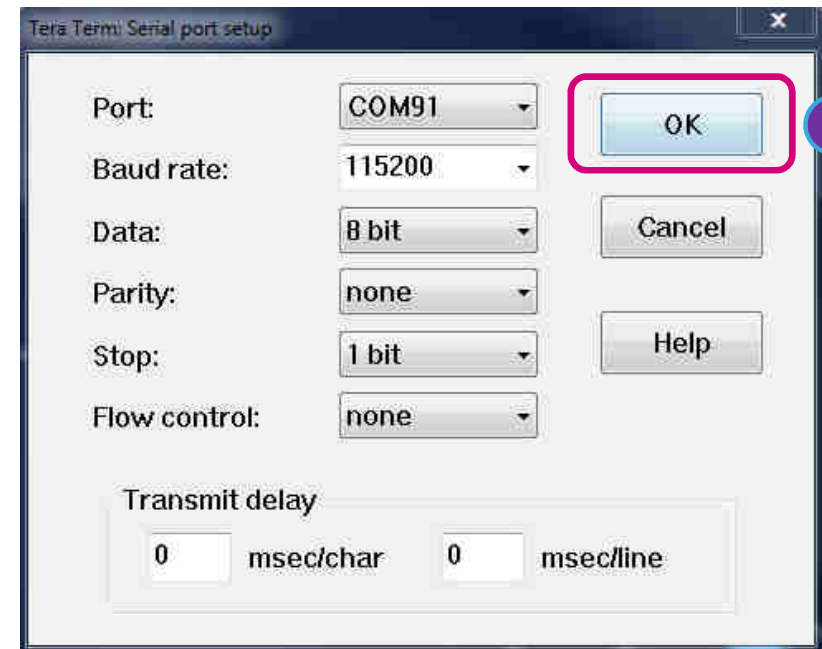 Tera Term: Serial port setup
x
Port: COM91 OK
Baud rate: 115200
Data: 8 bit Cancel
Parity: none
Stop: 1 bit Help
Flow control: none
Transmit delay
0 msec/char 0 msec/line